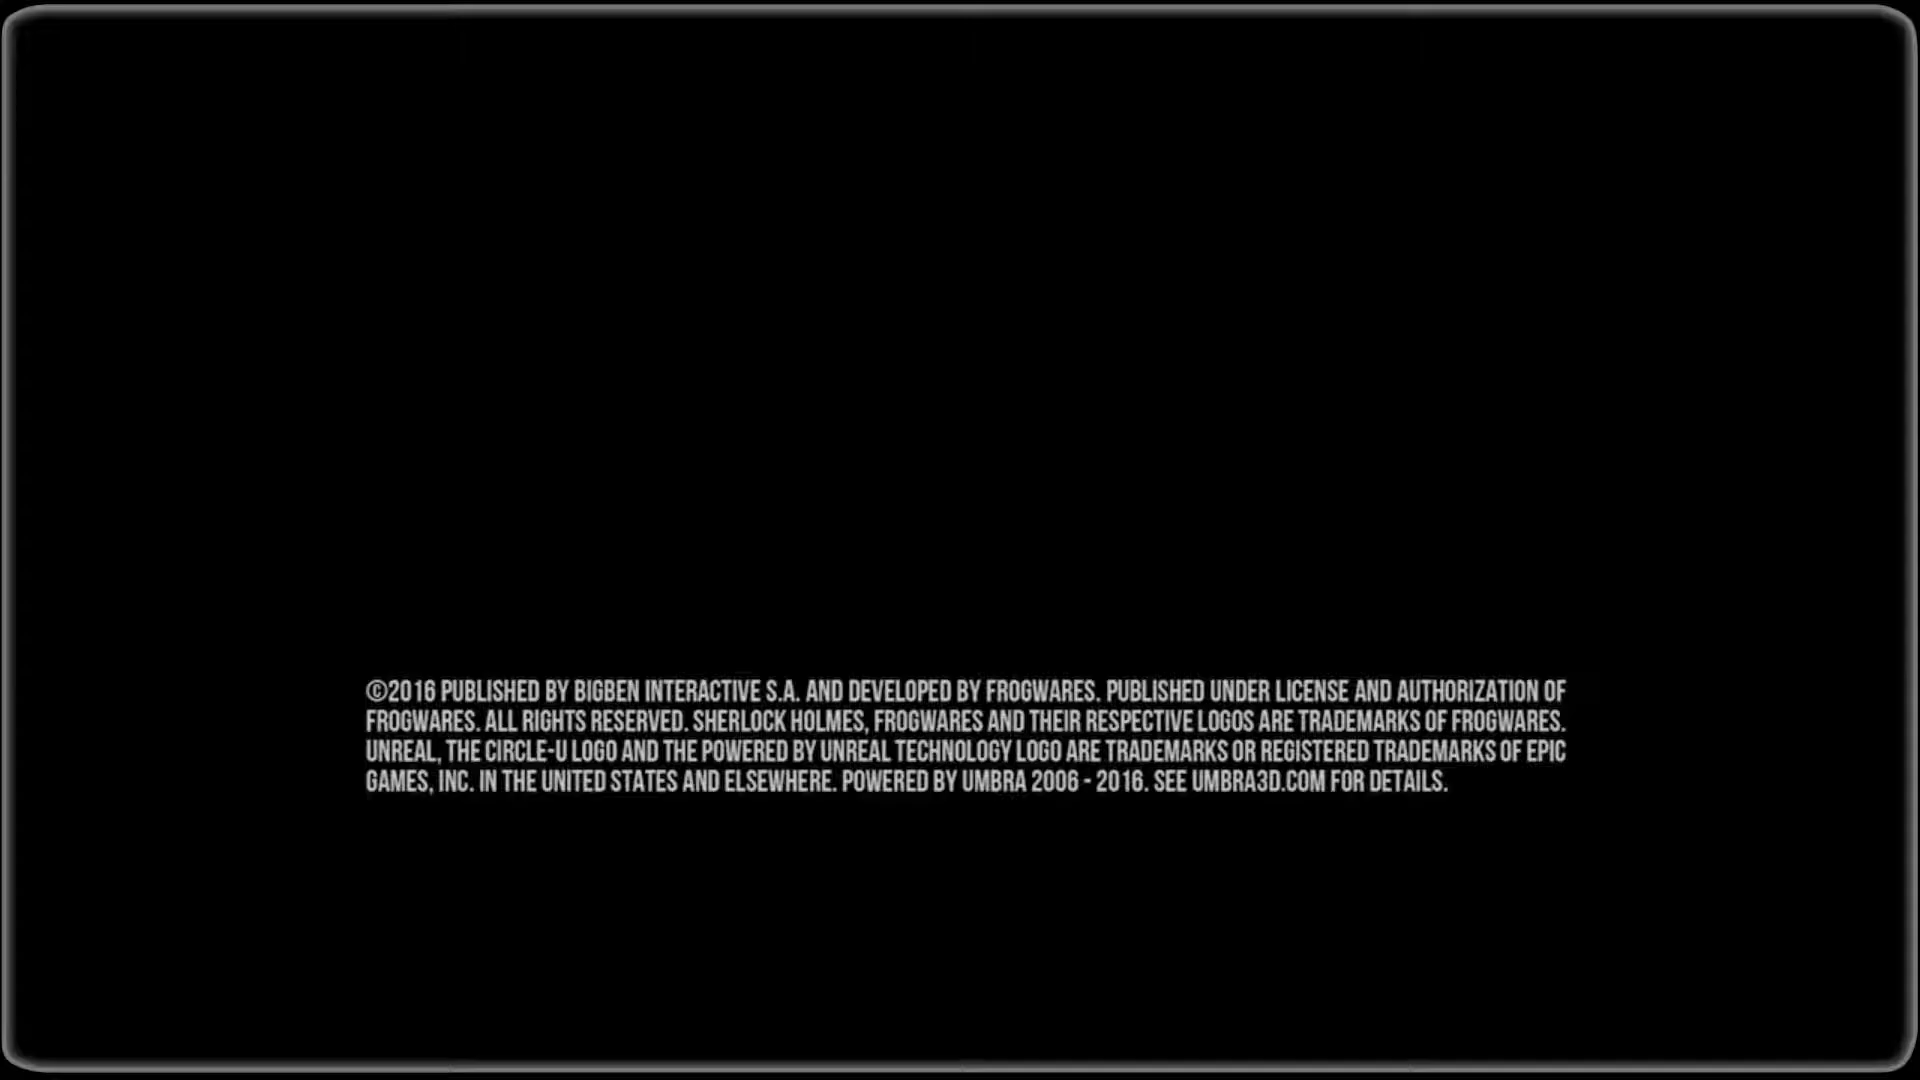 ©2016 PUBLISHED BY BIGBEN INTERACTIVE S.A. AND DEVELOPED BY FROGWARES. PUBLISHED UNDER LICENSE AND AUTHORIZATION OF
FROGWARES. ALL RIGHTS RESERVED. SHERLOCK HOLMES, FROGWARES AND THEIR RESPECTIVE LOGOS ARE TRADEMARKS OF FROGWARES.
UNREAL, THE CIRCLE-U LOGO AND THE POWERED BY UNREAL TECHNOLOGY LOGO ARE TRADEMARKS OR REGISTERED TRADEMARKS OF EPIC
GAMES, INC. IN THE UNITED STATES AND ELSEWHERE. POWERED BY UMBRA 2006 - 2016. SEE UMBRA3D.COM FOR DETAILS.